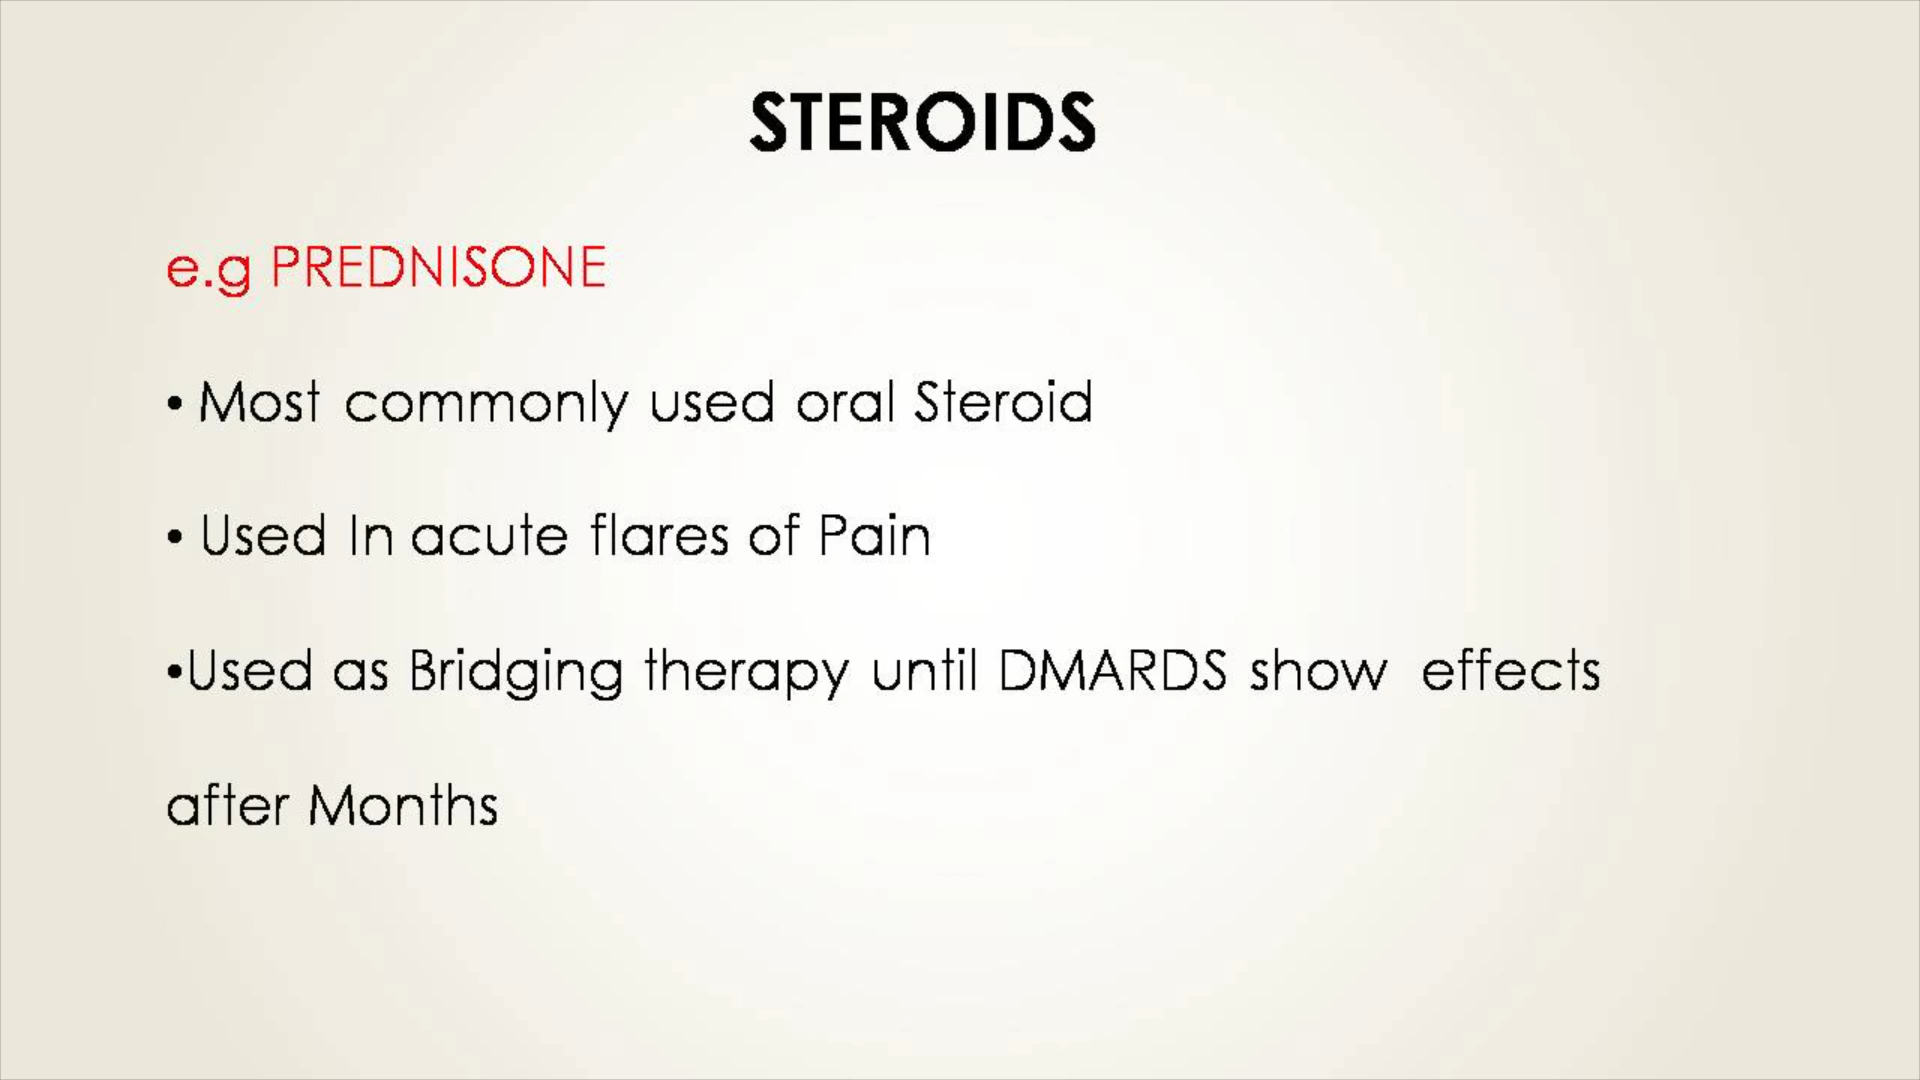 STEROIDS
e.g PREDNISONE
• Most commonly used oral Steroid
• Used In acute flares of Pain
•Used as Bridging therapy until DMARDS show effects
after Months